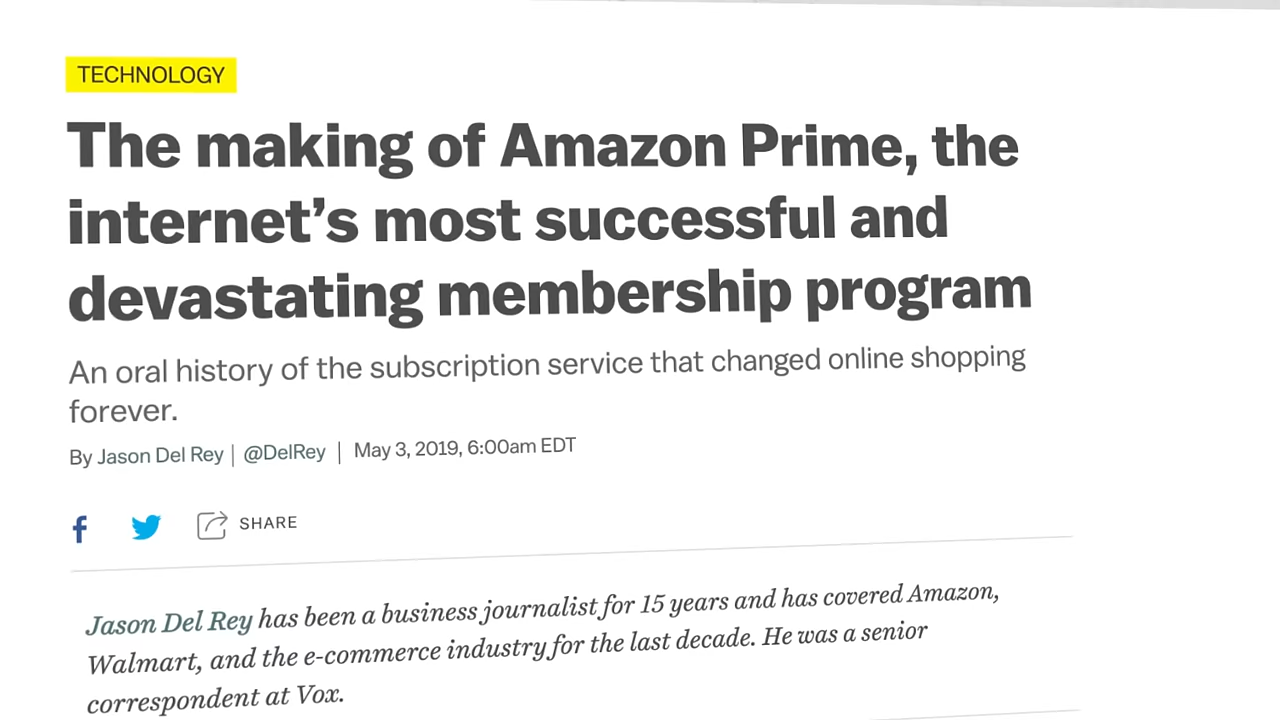 TECHNOLOGY
The making of Amazon Prime, the
internet’s most successful and
devastating membership program
An oral history of the subscription service that changed online shopping
forever.
By Jason Del Rey | @DelRey | May 3, 2019, 6:00am EDT
SHARE
Jason Del Rey has been a business journalist for 15 years and has covered Amazon,
Walmart, and the e-commerce industry for the last decade. He was a senior
correspondent at Vox.